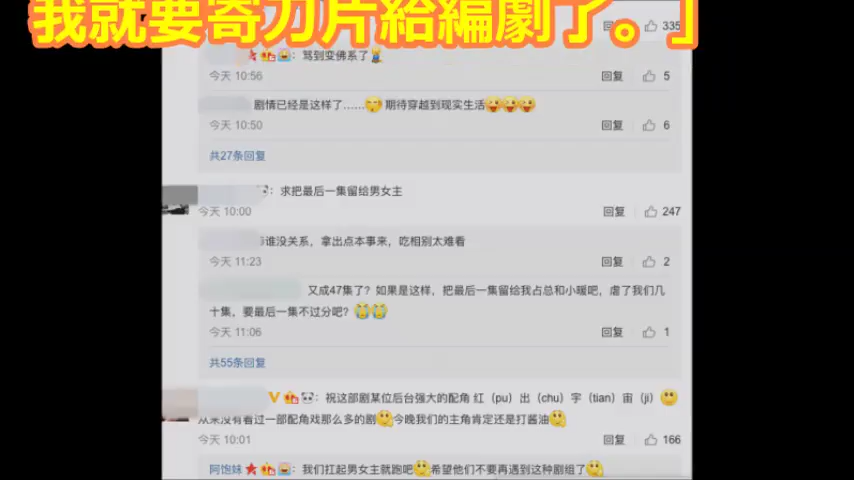 我就要寄刀片給編劇了。」
回 335
：骂到变佛系了
今天 10:56 回复 5
剧情已经是这样了…… 期待穿越到现实生活
今天 10:50 回复 6
共27条回复
：求把最后一集留给男女主
今天 10:00 回复 247
谁没关系，拿出点本事来，吃相别太难看
今天 11:23 回复 2
又成47集了？如果是这样，把最后一集留给我占总和小暖吧，虐了我们几
十集，要最后一集不过分吧？
今天 11:06 回复 1
共55条回复
：祝这部剧某位后台强大的配角 红（pu）出（chu）宇（tian）宙（ji）
从来没有看过一部配角戏那么多的剧 今晚我们的主角肯定还是打酱油
今天 10:01 回复 166
阿饱妹 ：我们扛起男女主就跑吧 希望他们不要再遇到这种剧组了